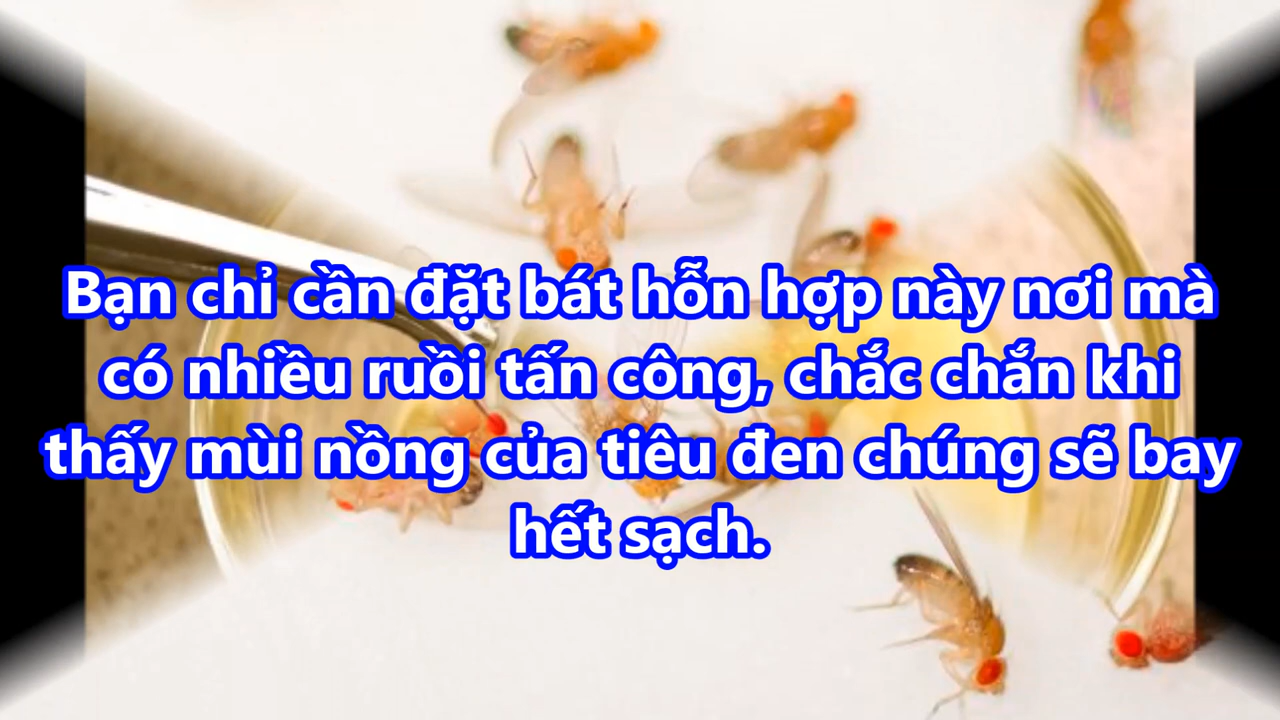 Bạn chỉ cần đặt bát hỗn hợp này nơi mà
có nhiều ruồi tấn công, chắc chắn khi
thấy mùi nồng của tiêu đen chúng sẽ bay
hết sạch.